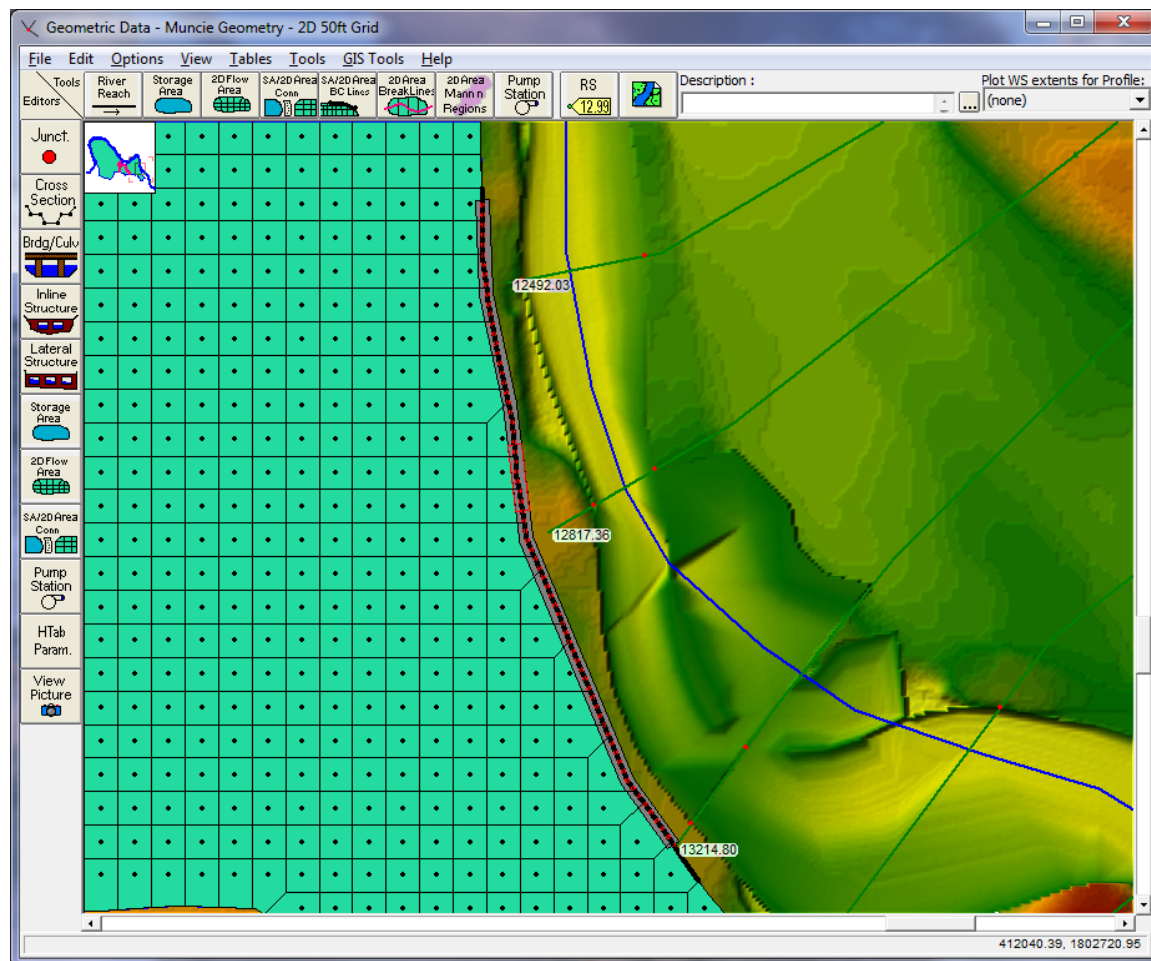 Geometric Data - Muncie Geometry - 2D 50ft Grid
File Edit Options View Tables Tools GIS Tools Help
Tools
Editors
River
Reach
Storage
Area
2D Flow
Area
SA/2D Area
Conn
SA/2D Area
BC Lines
2D Area
BreakLines
2D Area
Mann n
Regions
Pump
Station
RS
12.99
Description :
...
Plot WS extents for Profile:
(none)
Junct.
Cross
Section
Brdg/Culv
Inline
Structure
Lateral
Structure
Storage
Area
2D Flow
Area
SA/2D Area
Conn
Pump
Station
HTab
Param.
View
Picture
12492.03
12817.36
13214.80
412040.39, 1802720.95